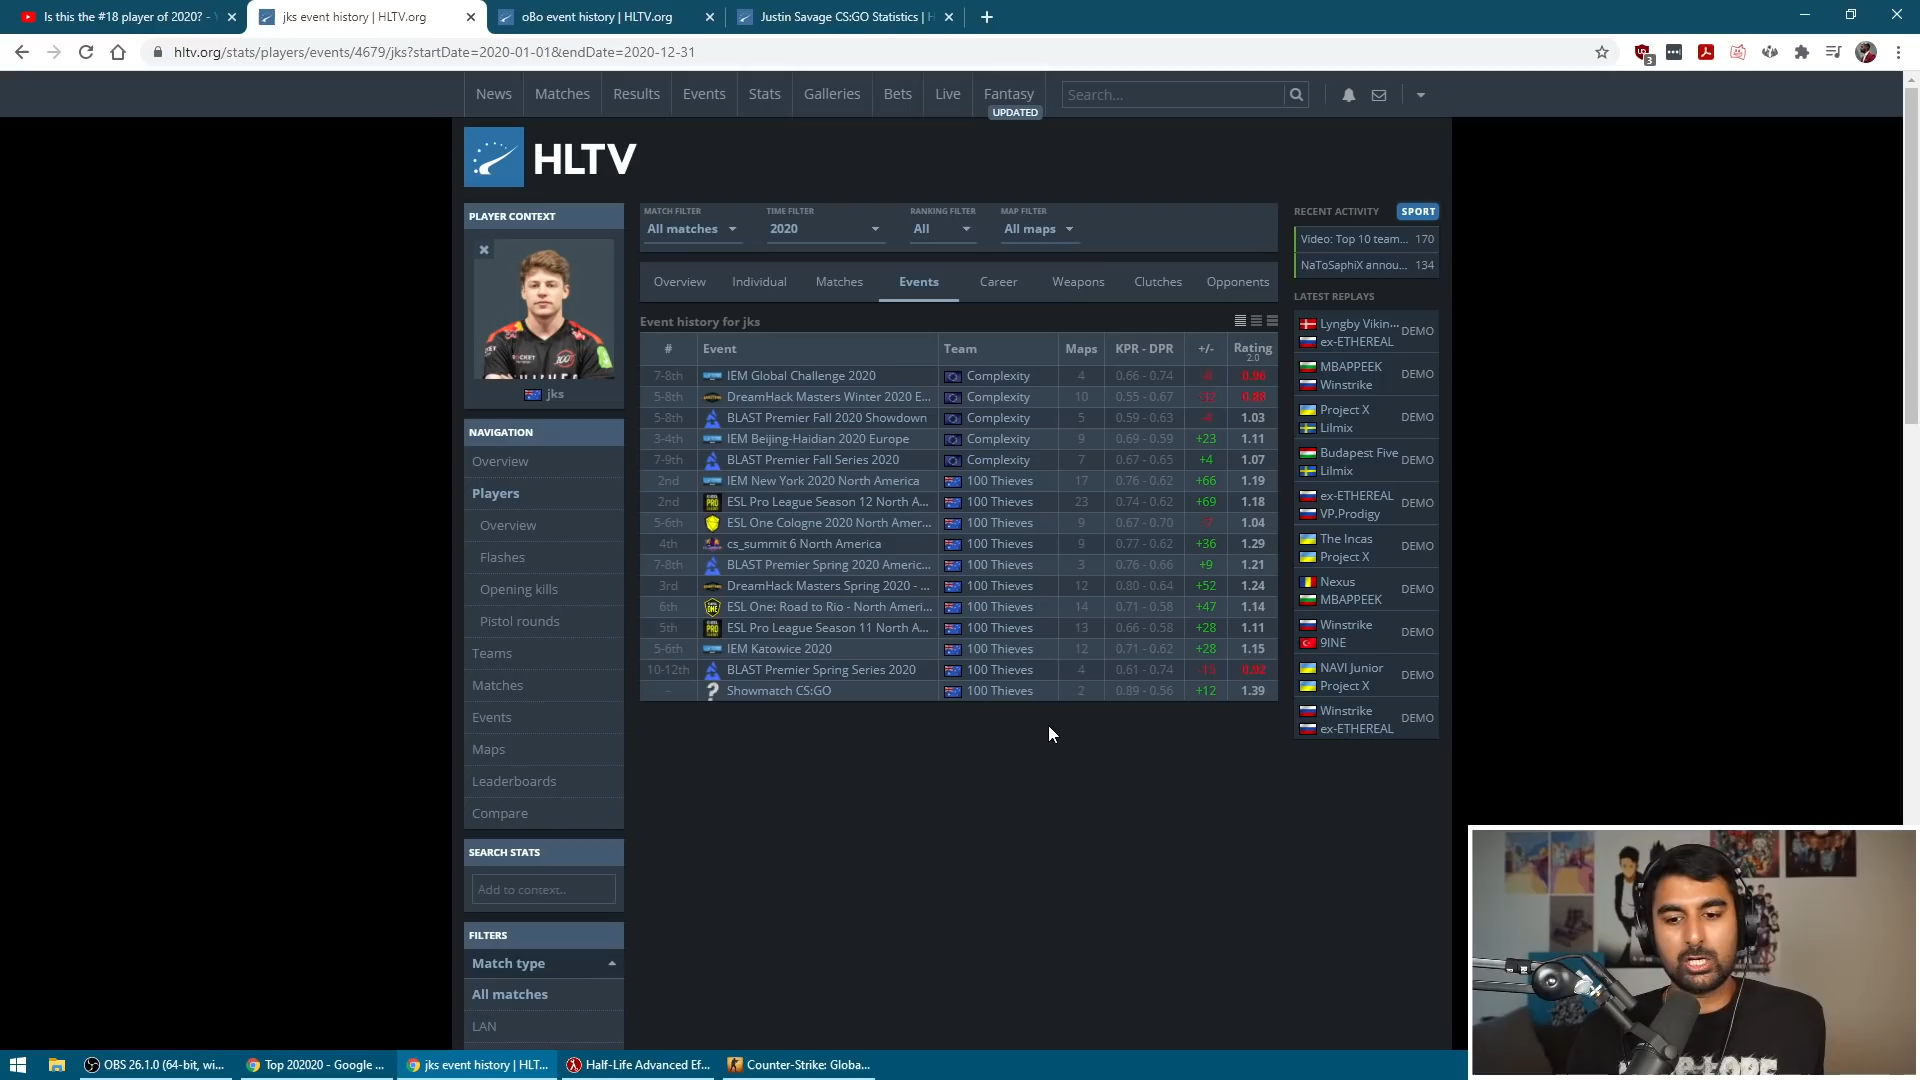 Is this the #18 player of 2020? -
jks event history | HLTV.org
oBo event history | HLTV.org
Justin Savage CS:GO Statistics |
hltv.org/stats/players/events/4679/jks?startDate=2020-01-01&endDate=2020-12-31
3
News Matches Results Events Stats Galleries Bets Live Fantasy
UPDATED
Search...
HLTV
PLAYER CONTEXT
jks
NAVIGATION
Overview
Players
Overview
Flashes
Opening kills
Pistol rounds
Teams
Matches
Events
Maps
Leaderboards
Compare
SEARCH STATS
Add to context..
FILTERS
Match type
All matches
LAN
MATCH FILTER TIME FILTER RANKING FILTER MAP FILTER
All matches 2020 All All maps
Overview Individual Matches Events Career Weapons Clutches Opponents
Event history for jks
# Event Team Maps KPR - DPR +/- Rating
2.0
7-8th IEM Global Challenge 2020 Complexity 4 0.66 - 0.74 0.96
5-8th DreamHack Masters Winter 2020 E... Complexity 10 0.55 - 0.67 -32 0.88
5-8th BLAST Premier Fall 2020 Showdown Complexity 5 0.59 - 0.63 1.03
3-4th IEM Beijing-Haidian 2020 Europe Complexity 9 0.69 - 0.59 +23 1.11
7-9th BLAST Premier Fall Series 2020 Complexity 7 0.67 - 0.65 +4 1.07
2nd IEM New York 2020 North America 100 Thieves 17 0.76 - 0.62 +66 1.19
2nd ESL Pro League Season 12 North A... 100 Thieves 23 0.74 - 0.62 +69 1.18
5-6th ESL One Cologne 2020 North Amer... 100 Thieves 9 0.67 - 0.70 -7 1.04
4th cs_summit 6 North America 100 Thieves 9 0.77 - 0.62 +36 1.29
7-8th BLAST Premier Spring 2020 Americ... 100 Thieves 3 0.76 - 0.66 +9 1.21
3rd DreamHack Masters Spring 2020 - ... 100 Thieves 12 0.80 - 0.64 +52 1.24
6th ESL One: Road to Rio - North Ameri... 100 Thieves 14 0.71 - 0.58 +47 1.14
5th ESL Pro League Season 11 North A... 100 Thieves 13 0.66 - 0.58 +28 1.11
5-6th IEM Katowice 2020 100 Thieves 12 0.71 - 0.62 +28 1.15
10-12th BLAST Premier Spring Series 2020 100 Thieves 4 0.61 - 0.74 -15 0.92
- Showmatch CS:GO 100 Thieves 2 0.89 - 0.56 +12 1.39
RECENT ACTIVITY SPORT
Video: Top 10 team... 170
NaToSaphiX annou... 134
LATEST REPLAYS
Lyngby Vikin... DEMO
ex-ETHEREAL
MBAPPEEK DEMO
Winstrike
Project X DEMO
Lilmix
Budapest Five DEMO
Lilmix
ex-ETHEREAL DEMO
VP.Prodigy
The Incas DEMO
Project X
Nexus DEMO
MBAPPEEK
Winstrike DEMO
9INE
NAVI Junior DEMO
Project X
Winstrike DEMO
ex-ETHEREAL
OBS 26.1.0 (64-bit, wi...
Top 202020 - Google ...
jks event history | HLT...
Half-Life Advanced Ef...
Counter-Strike: Globa...